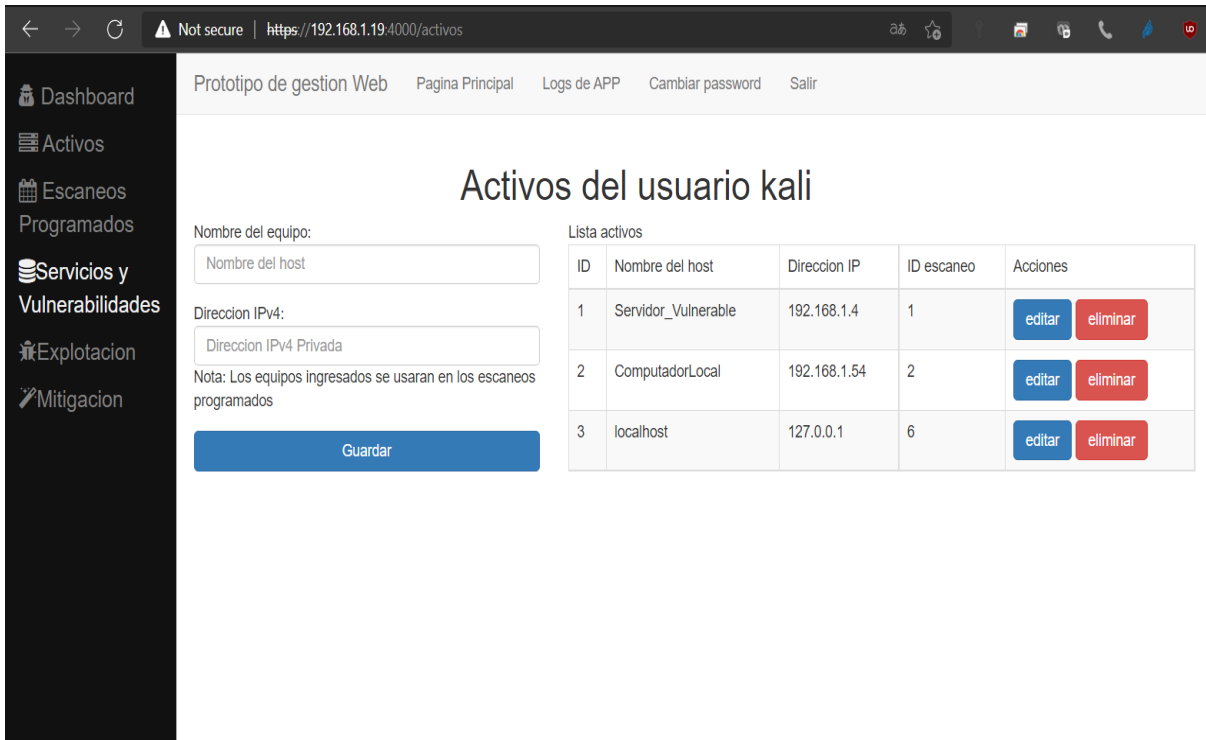 Not secure | https://192.168.1.19:4000/activos
Dashboard
Activos
Escaneos
Programados
Servicios y
Vulnerabilidades
Explotacion
Mitigacion
Prototipo de gestion Web Pagina Principal Logs de APP Cambiar password Salir
Activos del usuario kali
Nombre del equipo:
Nombre del host
Direccion IPv4:
Direccion IPv4 Privada
Nota: Los equipos ingresados se usaran en los escaneos
programados
Guardar
Lista activos
ID Nombre del host Direccion IP ID escaneo Acciones
1 Servidor_Vulnerable 192.168.1.4 1 editar eliminar
2 ComputadorLocal 192.168.1.54 2 editar eliminar
3 localhost 127.0.0.1 6 editar eliminar